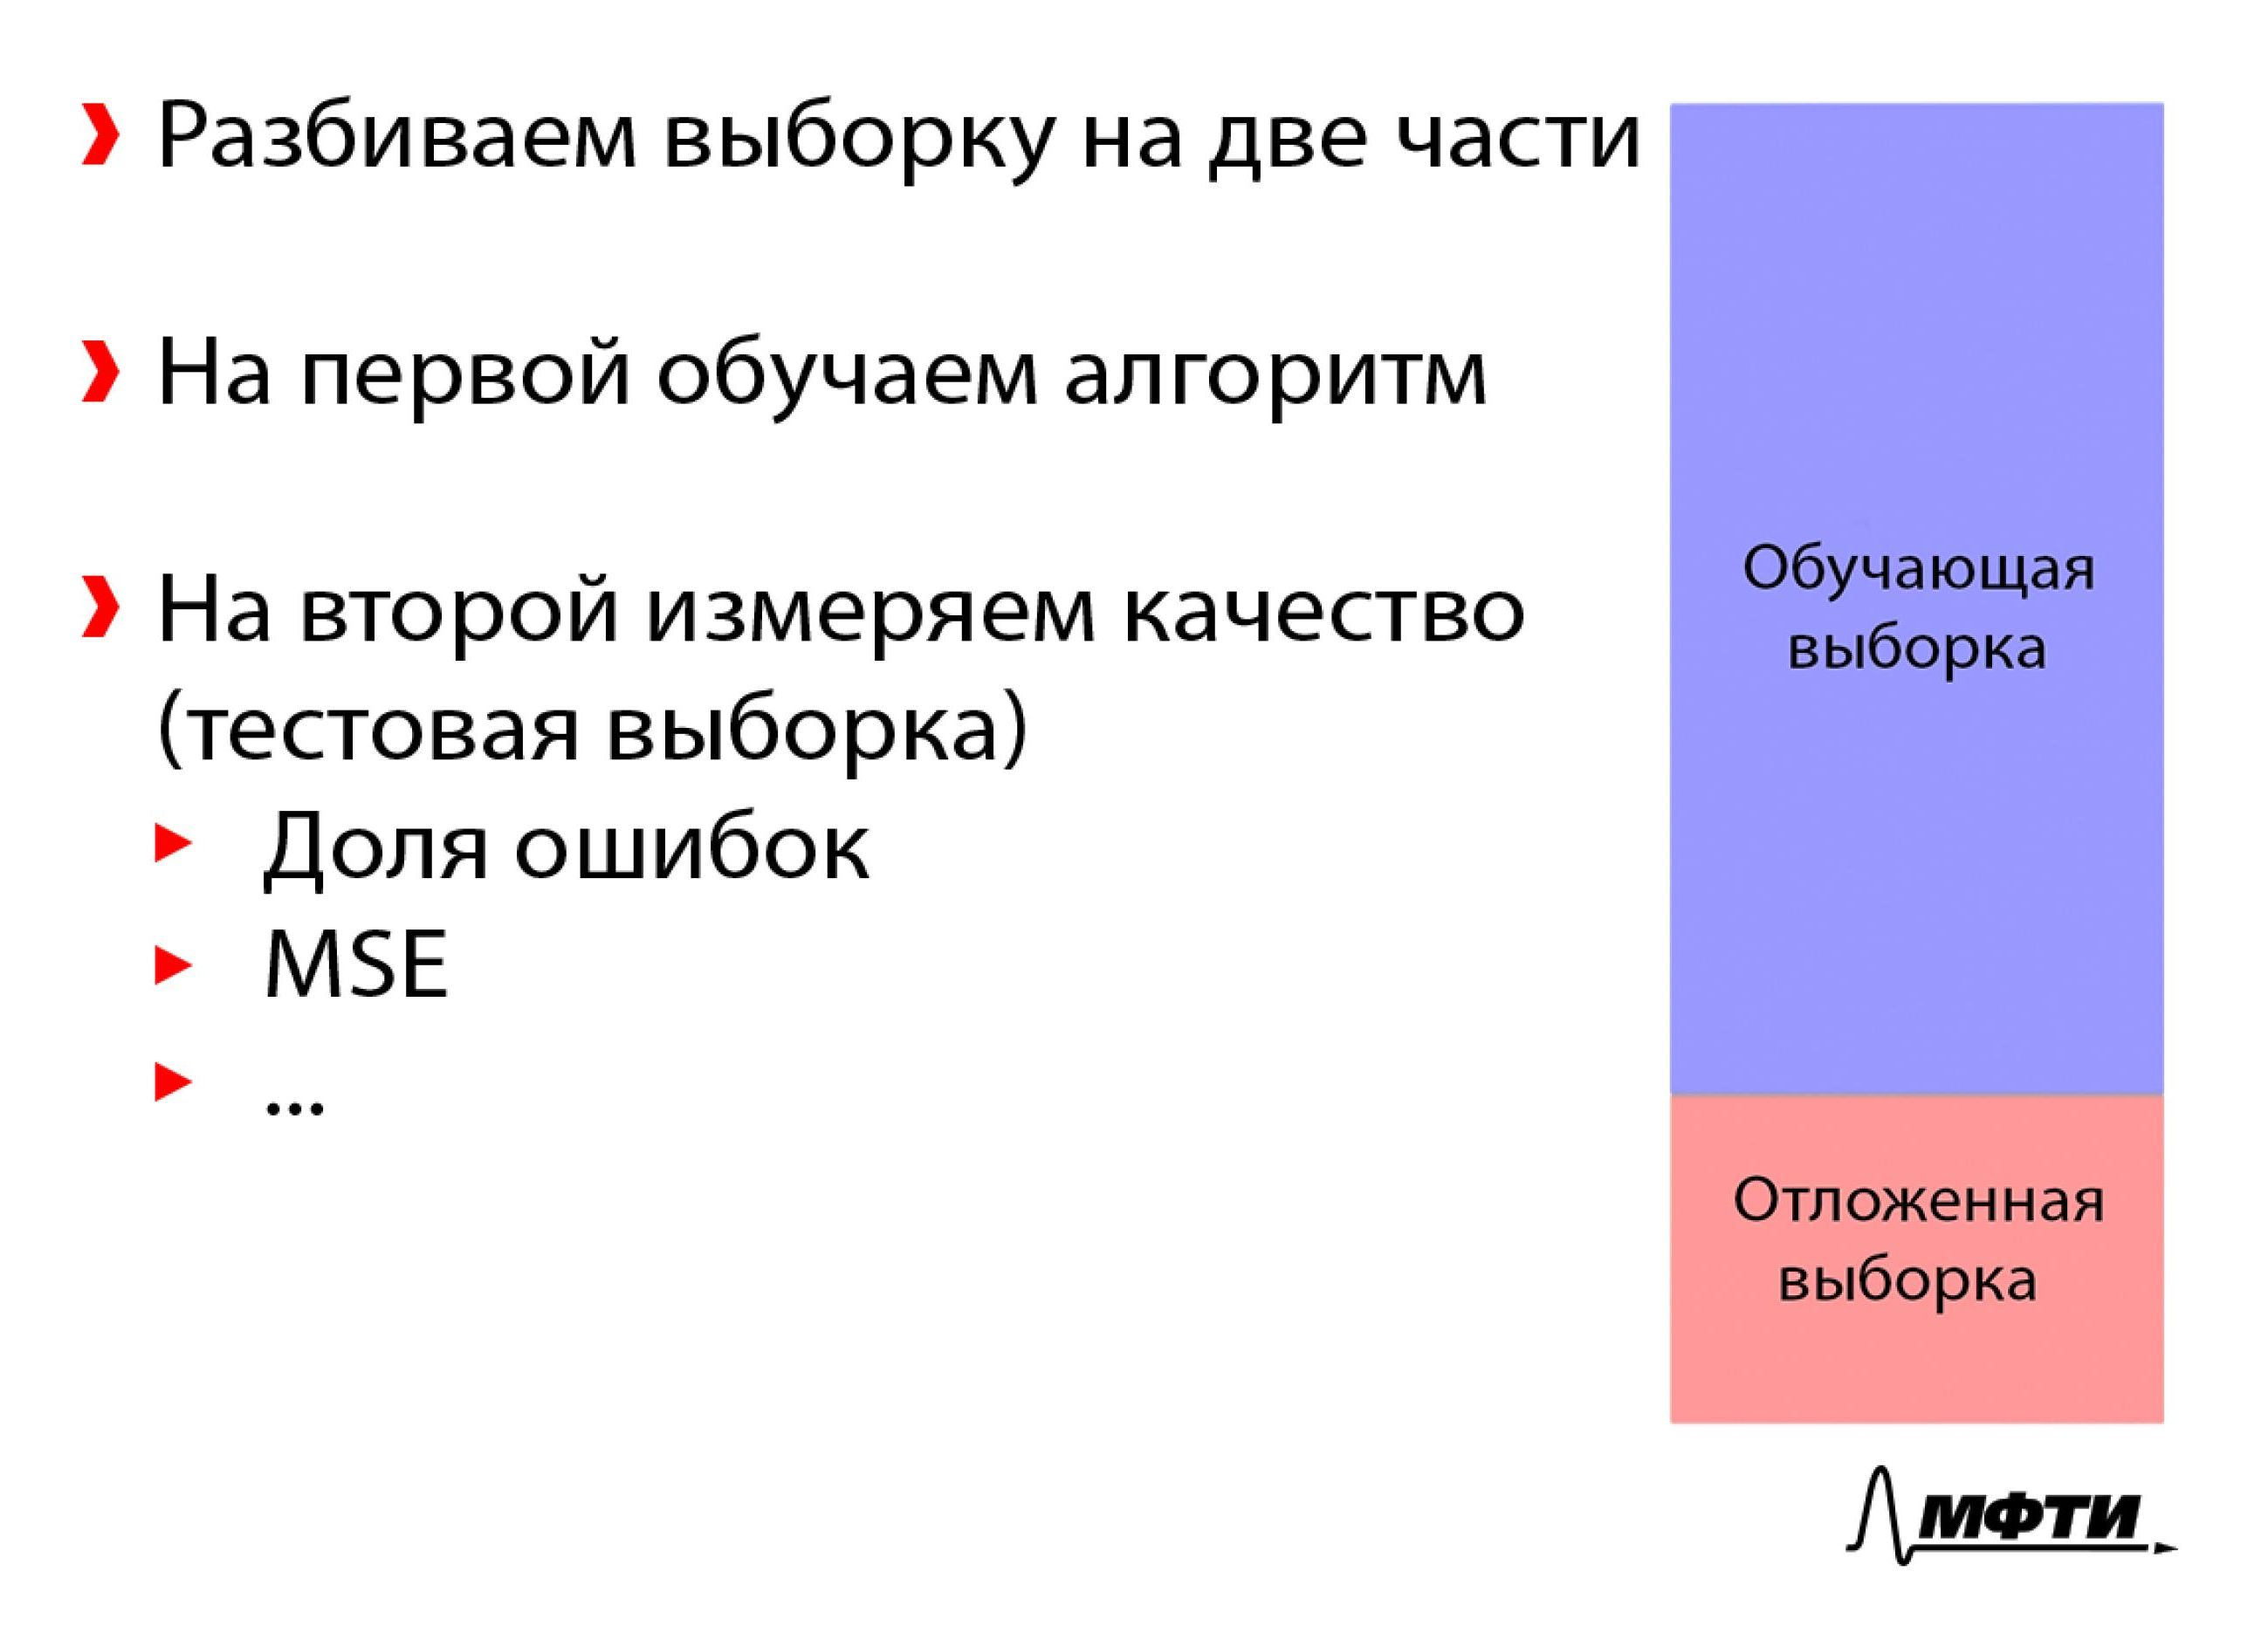 Разбиваем выборку на две части
На первой обучаем алгоритм
На второй измеряем качество
(тестовая выборка)
Доля ошибок
MSE
...
Обучающая
выборка
Отложенная
выборка
МФТИ